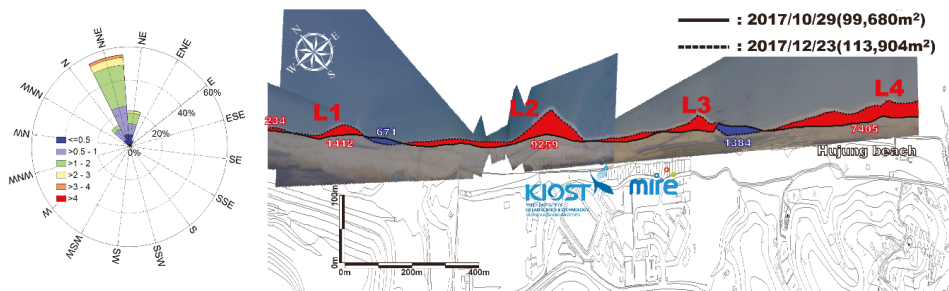 NNE
NE
N
ENE
NNW
E
60%
40%
ESE
NW
20%
0%
SE
WNW
SSE
W
S
WSW
SW
SSW
<=0.5
>0.5 - 1
>1 - 2
>2 - 3
>3 - 4
>4
N
E
W
S
: 2017/10/29(99,680m²)
: 2017/12/23(113,904m²)
L1
L2
L3
L4
234
1412
671
9259
1384
7405
Hujung beach
KIOST
mire
100m
0m
0m
200m
400m